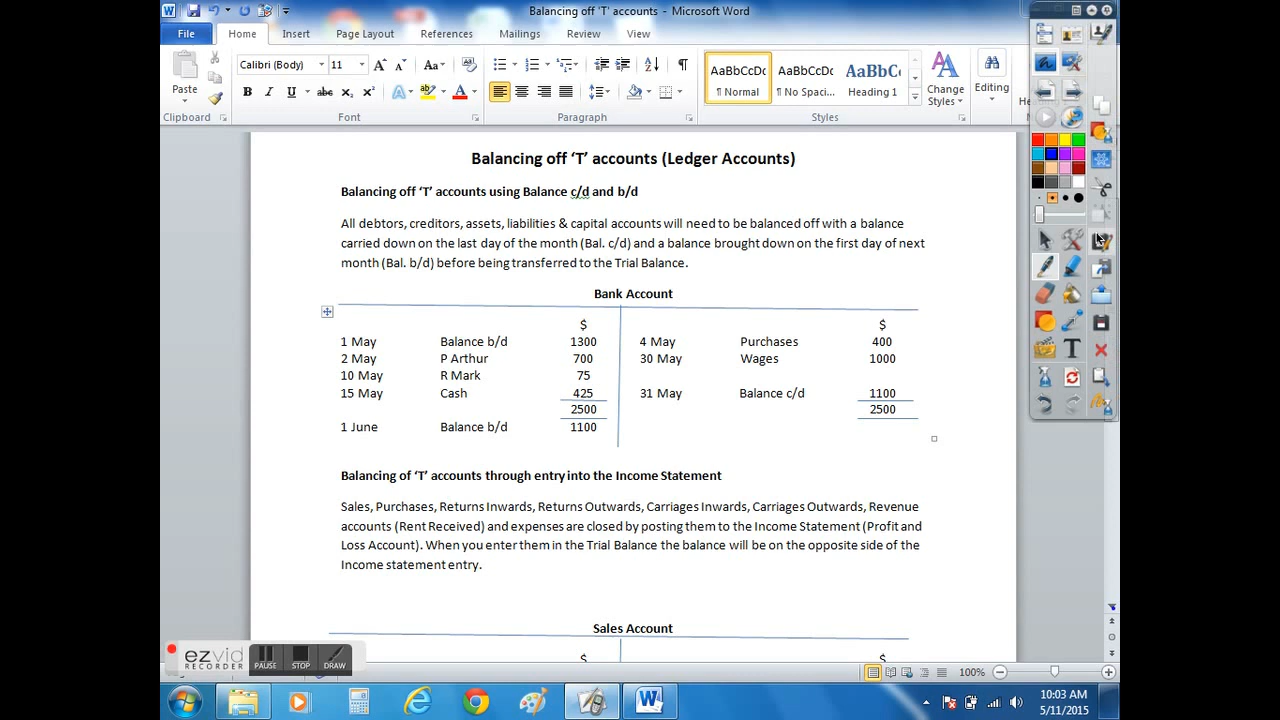 Balancing off 'T' accounts - Microsoft Word
File Home Insert Page Layout References Mailings Review View
Calibri (Body) 11 Aa
Paste
B I U abc x₂ x² A ab A
AaBbCcDc AaBbCcDc AaBbC
¶ Normal ¶ No Spaci... Heading 1
Change Styles Editing
Clipboard Font Paragraph Styles
Balancing off 'T' accounts (Ledger Accounts)
Balancing off 'T' accounts using Balance c/d and b/d
All debtors, creditors, assets, liabilities & capital accounts will need to be balanced off with a balance
carried down on the last day of the month (Bal. c/d) and a balance brought down on the first day of next
month (Bal. b/d) before being transferred to the Trial Balance.
Bank Account
$ $
1 May Balance b/d 1300 4 May Purchases 400
2 May P Arthur 700 30 May Wages 1000
10 May R Mark 75
15 May Cash 425 31 May Balance c/d 1100
2500 2500
1 June Balance b/d 1100
Balancing of 'T' accounts through entry into the Income Statement
Sales, Purchases, Returns Inwards, Returns Outwards, Carriages Inwards, Carriages Outwards, Revenue
accounts (Rent Received) and expenses are closed by posting them to the Income Statement (Profit and
Loss Account). When you enter them in the Trial Balance the balance will be on the opposite side of the
Income statement entry.
Sales Account
$ $
ezvid
RECORDER
PAUSE STOP DRAW
100%
10:03 AM
5/11/2015